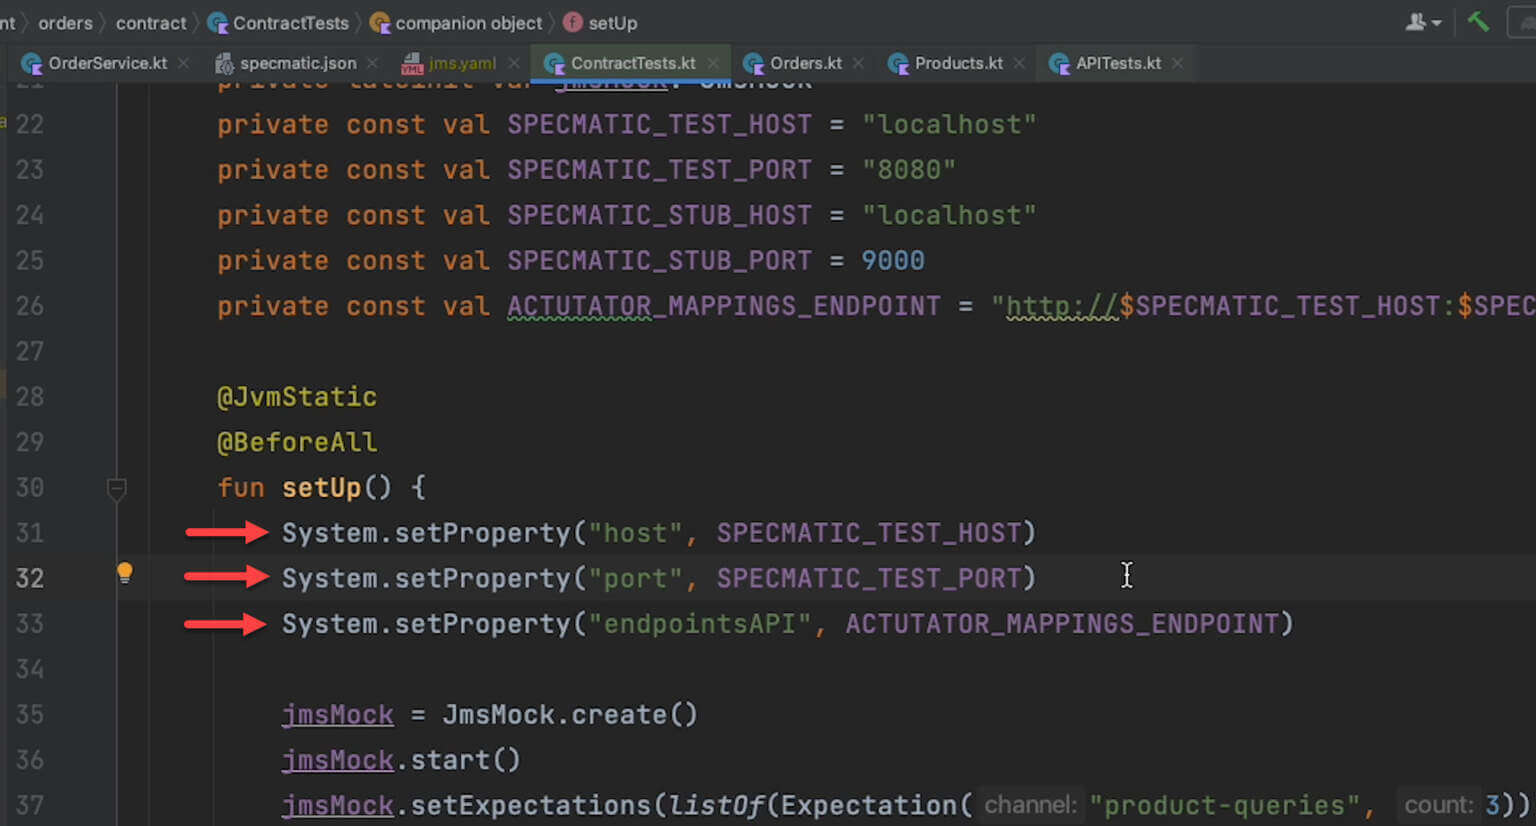 nt orders contract ContractTests companion object setUp
OrderService.kt specmatic.json jms.yaml ContractTests.kt Orders.kt Products.kt APITests.kt
22 private const val SPECMATIC_TEST_HOST = "localhost"
23 private const val SPECMATIC_TEST_PORT = "8080"
24 private const val SPECMATIC_STUB_HOST = "localhost"
25 private const val SPECMATIC_STUB_PORT = 9000
26 private const val ACTUTATOR_MAPPINGS_ENDPOINT = "http://$SPECMATIC_TEST_HOST:$SPEC
27
28 @JvmStatic
29 @BeforeAll
30 fun setUp() {
31 System.setProperty("host", SPECMATIC_TEST_HOST)
32 System.setProperty("port", SPECMATIC_TEST_PORT)
33 System.setProperty("endpointsAPI", ACTUTATOR_MAPPINGS_ENDPOINT)
34
35 jmsMock = JmsMock.create()
36 jmsMock.start()
37 jmsMock.setExpectations(listOf(Expectation( channel: "product-queries", count: 3))